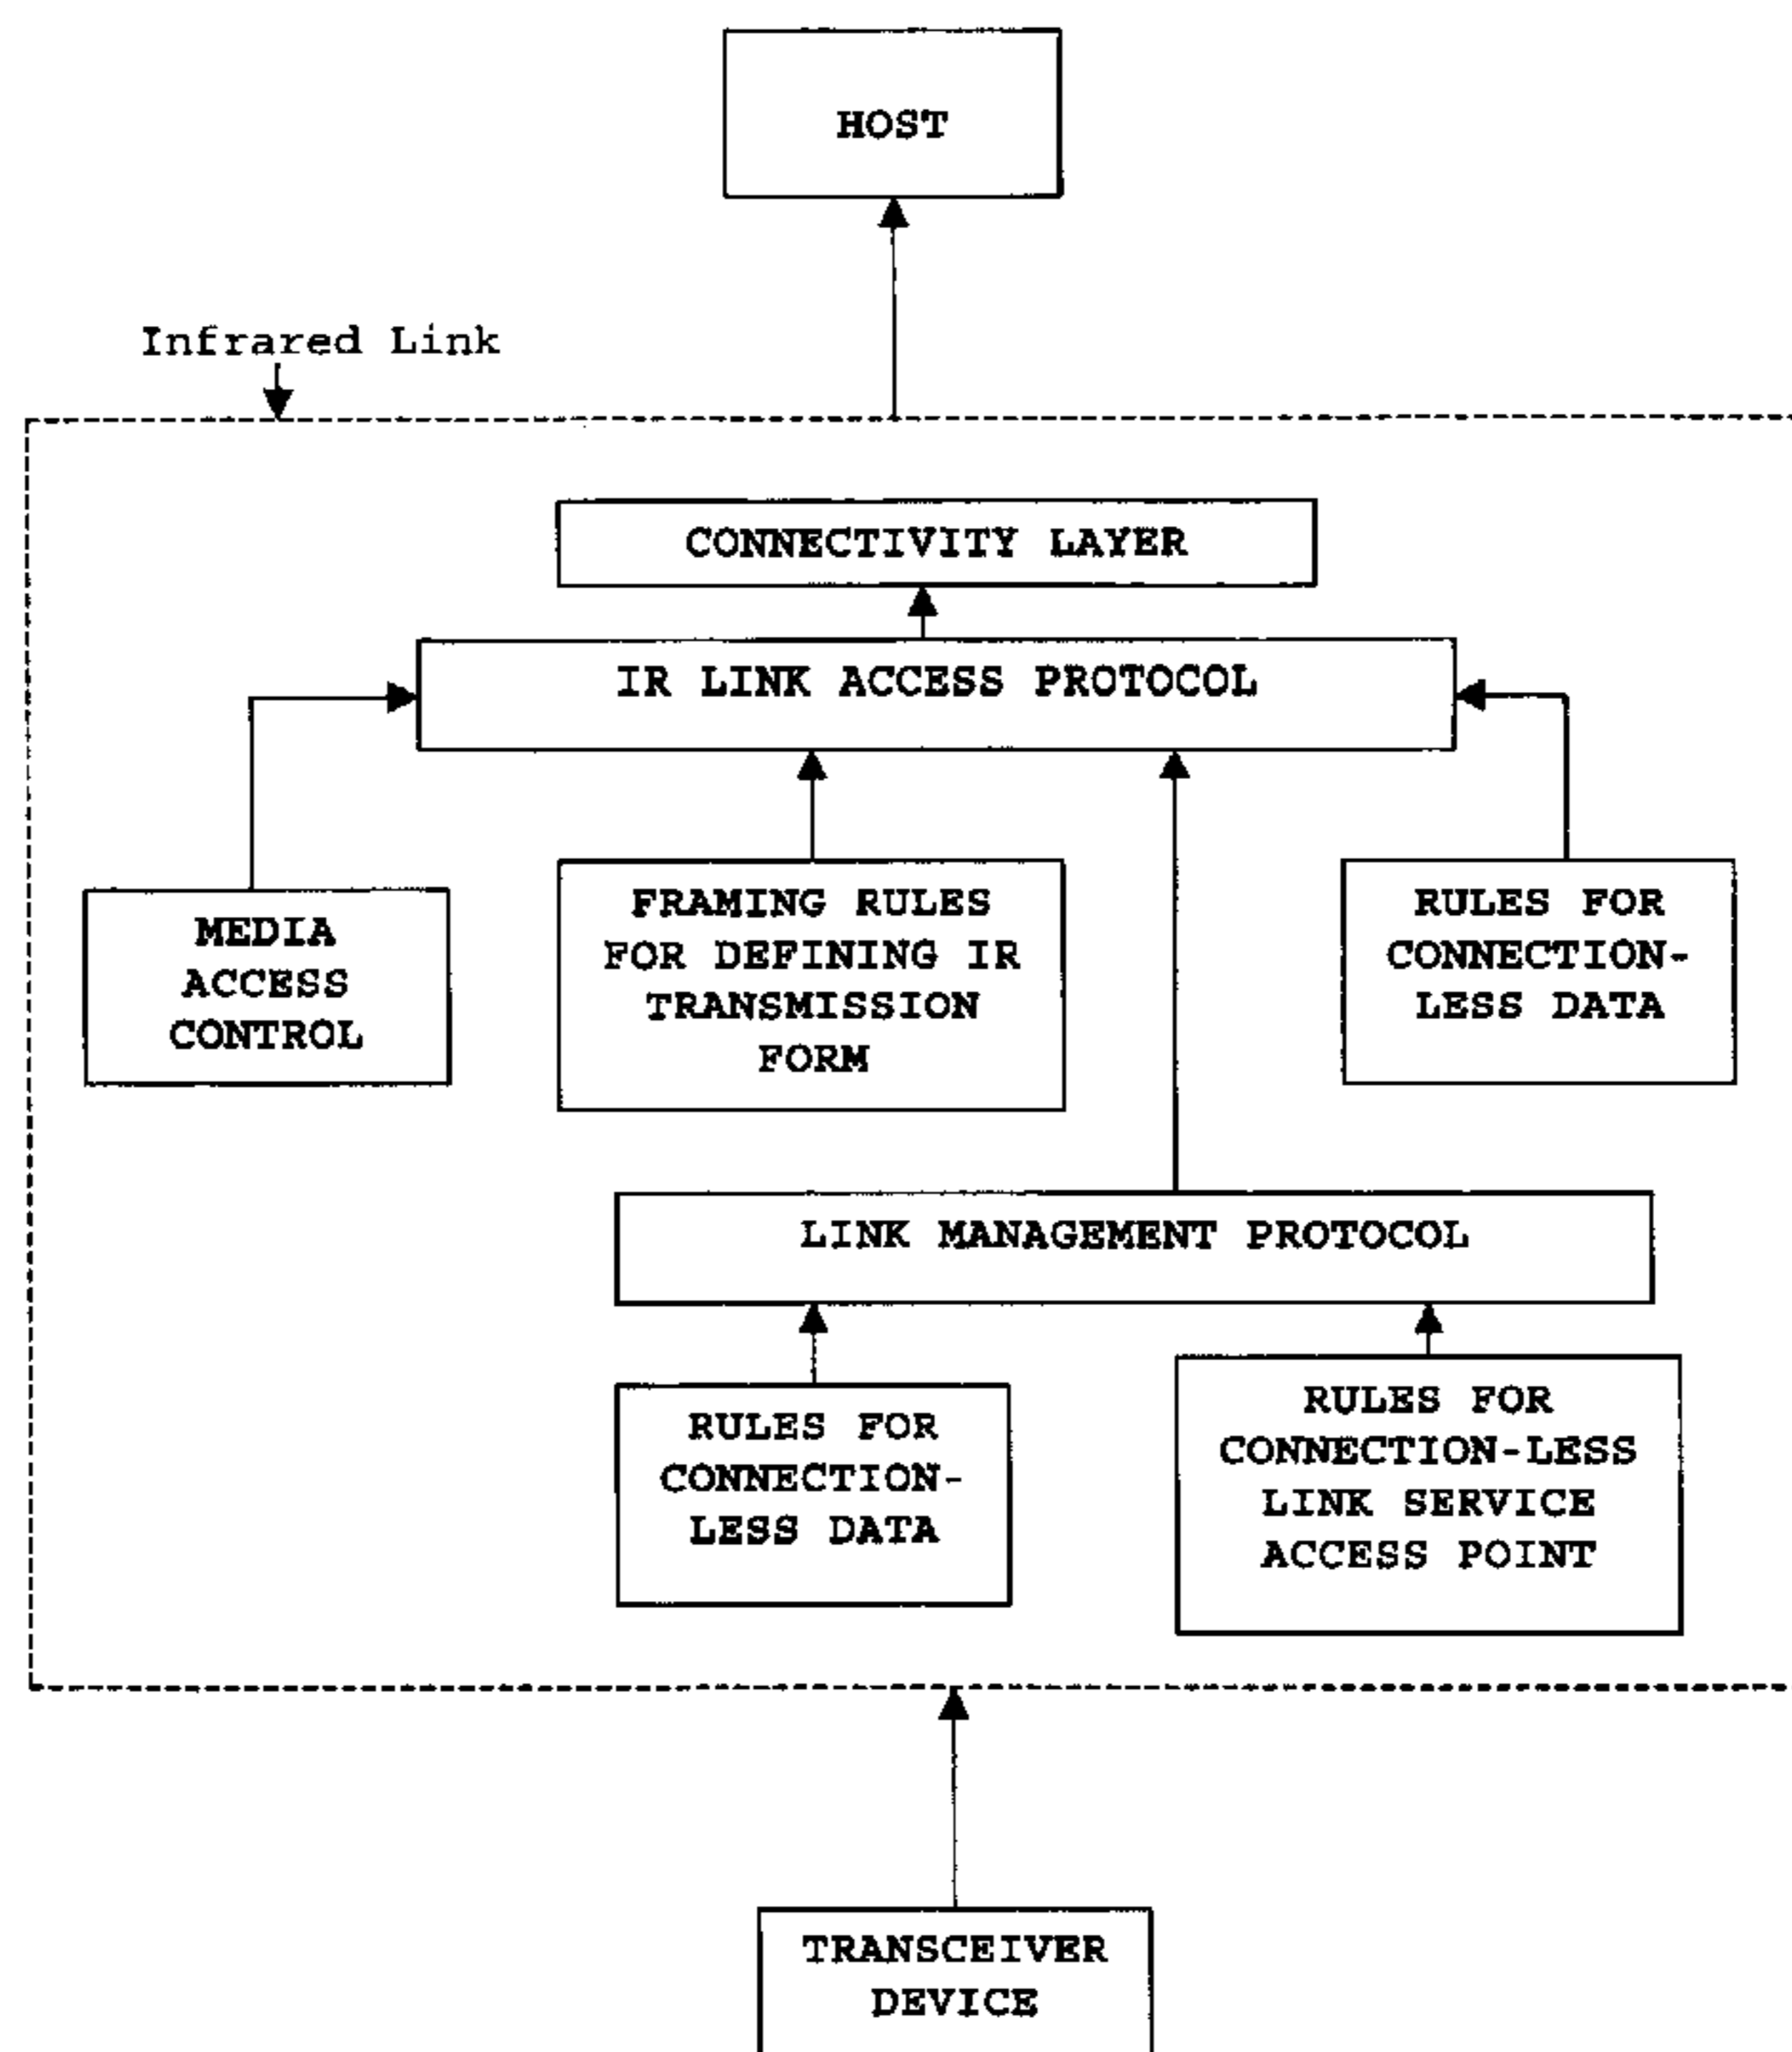 HOST
Infrared Link
CONNECTIVITY LAYER
IR LINK ACCESS PROTOCOL
MEDIA
ACCESS
CONTROL
FRAMING RULES
FOR DEFINING IR
TRANSMISSION
FORM
RULES FOR
CONNECTION-
LESS DATA
LINK MANAGEMENT PROTOCOL
RULES FOR
CONNECTION-
LESS DATA
RULES FOR
CONNECTION-LESS
LINK SERVICE
ACCESS POINT
TRANSCEIVER
DEVICE